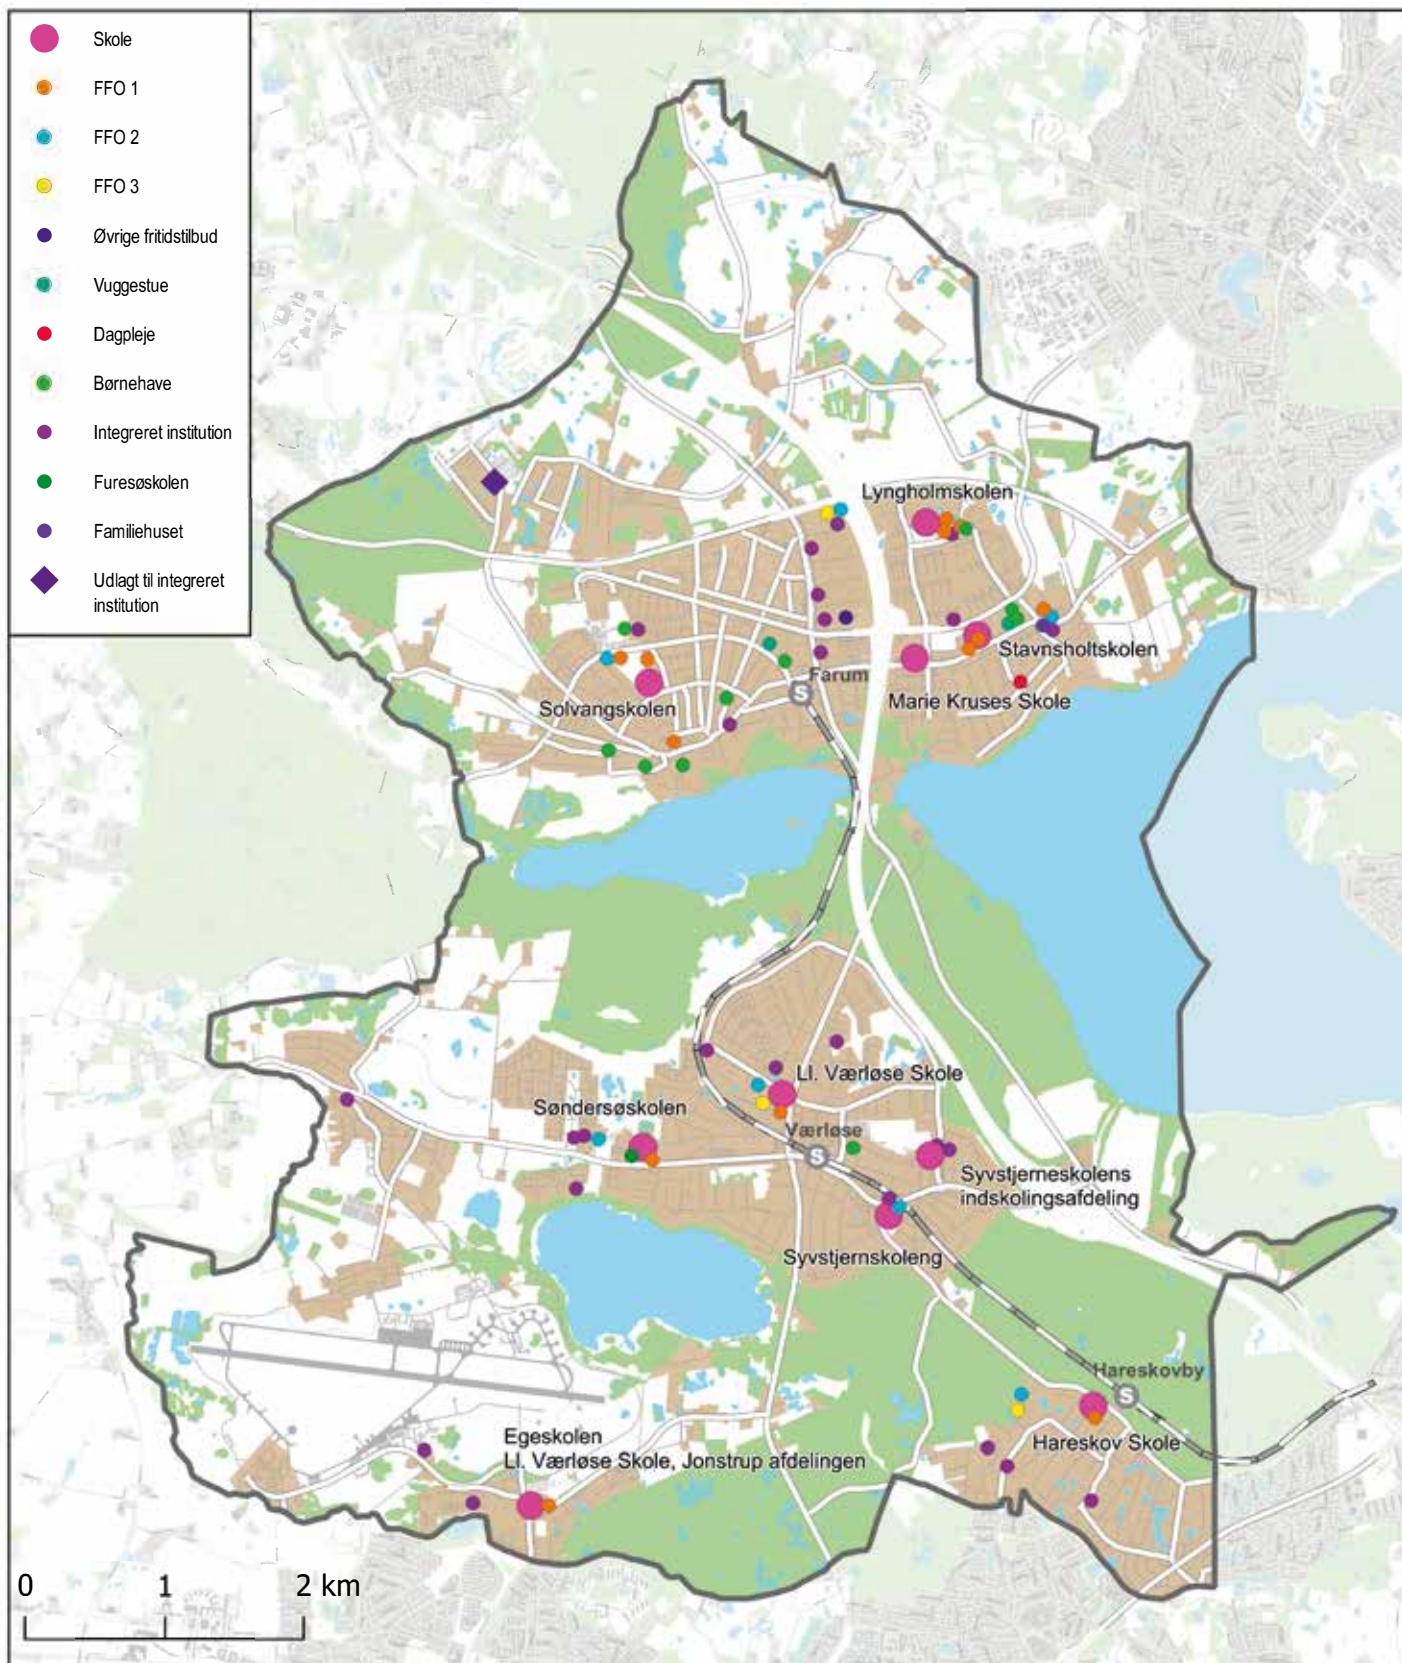 Skole
FFO 1
FFO 2
FFO 3
Øvrige fritidstilbud
Vuggestue
Dagpleje
Børnehave
Integreret institution
Furesøskolen
Familiehuset
Udlagt til integreret
institution
Lyngholmskolen
Stavnsholtskolen
Farum
S
Marie Kruses Skole
Solvangskolen
Ll. Værløse Skole
Søndersøskolen
Værløse
S
Syvstjerneskolens
indskolingsafdeling
Syvstjernskoleng
Hareskovby
S
Hareskov Skole
Egeskolen
Ll. Værløse Skole, Jonstrup afdelingen
0 1 2 km